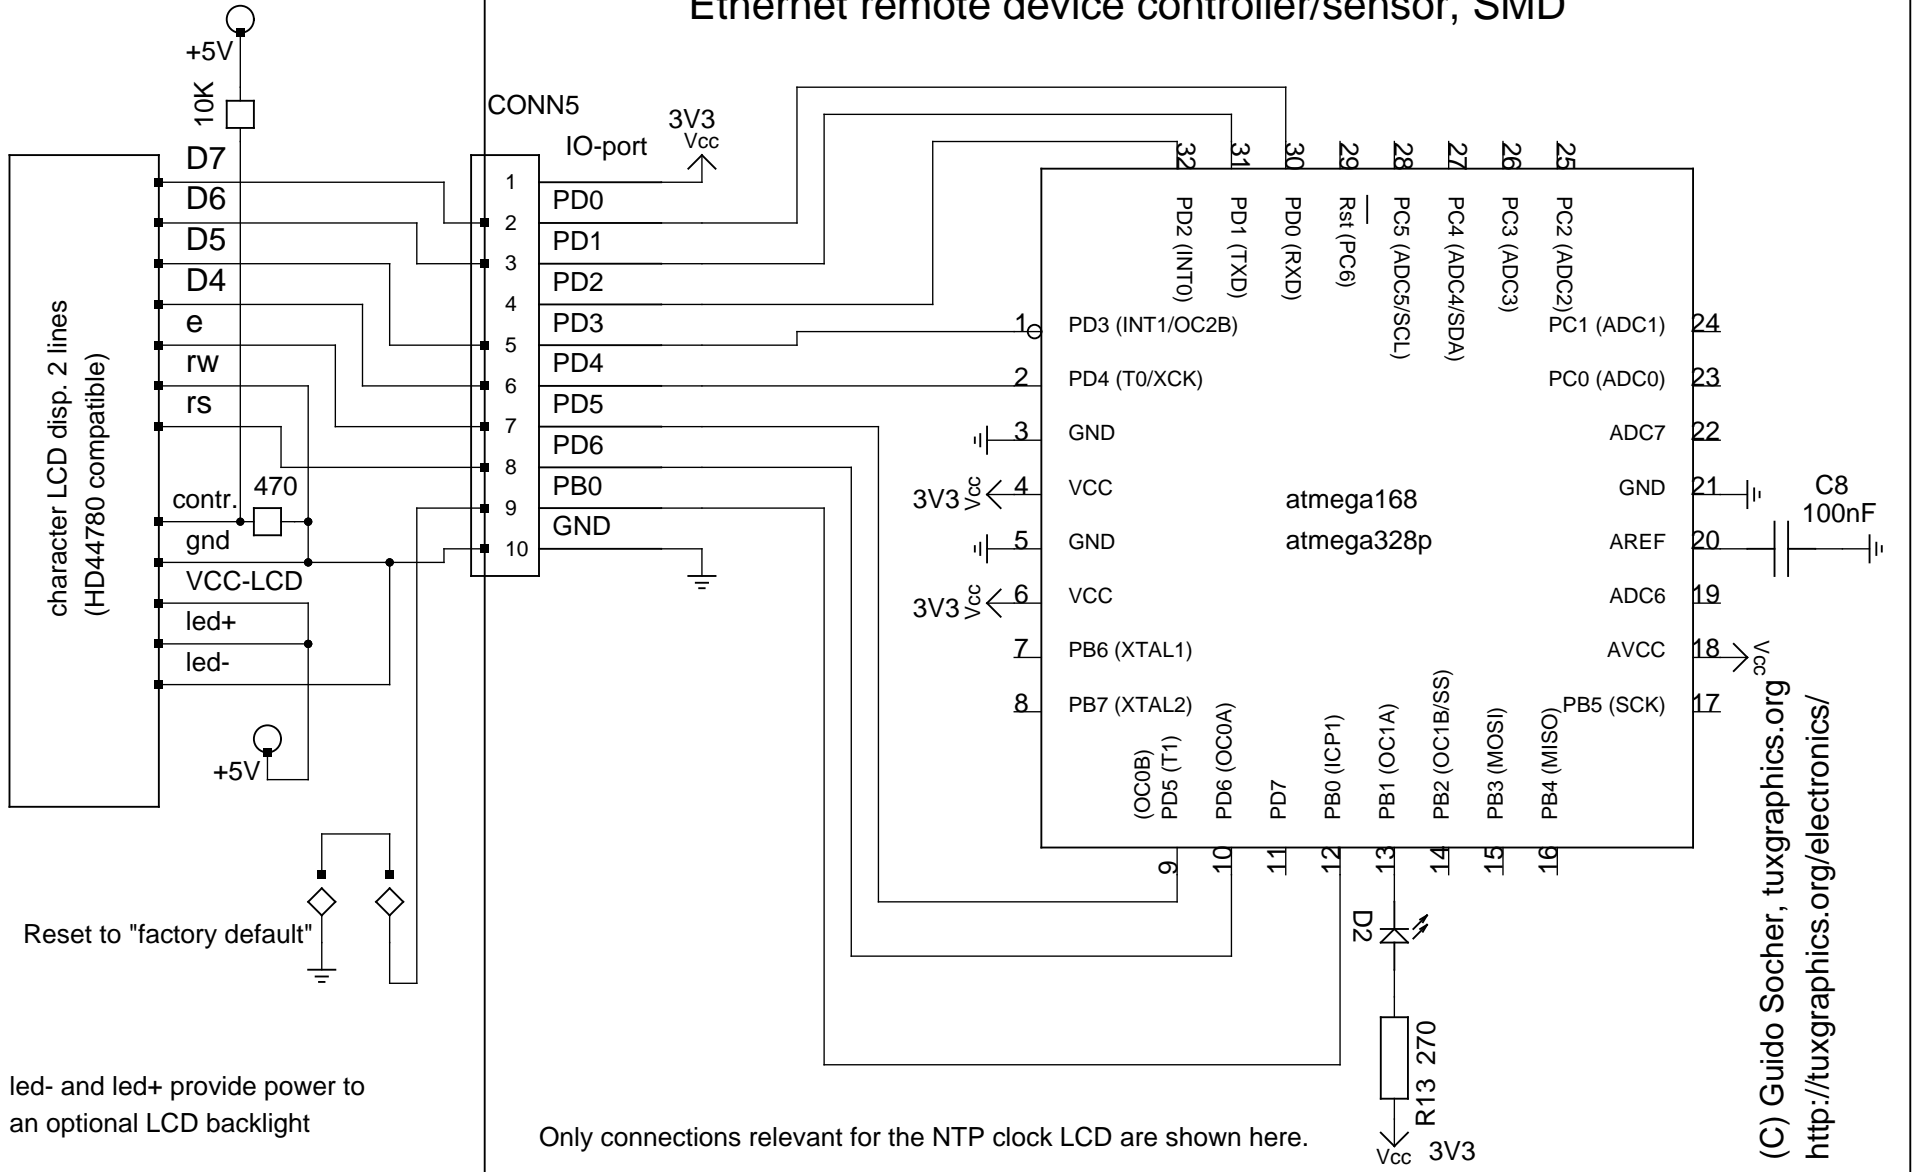 Ethernet remote device controller/sensor, SMD
+5V
10K
D7
D6
D5
D4
e
rw
rs
contr.
470
gnd
VCC-LCD
led+
led-
+5V
character LCD disp. 2 lines
(HD44780 compatible)
Reset to "factory default"
led- and led+ provide power to
an optional LCD backlight
CONN5
IO-port
3V3
Vcc
1
PD0
2
PD1
3
PD2
4
PD3
5
PD4
6
PD5
7
PD6
8
PB0
9
GND
10
32
31
30
29
28
27
26
25
PD2 (INT0)
PD1 (TXD)
PD0 (RXD)
Rst (PC6)
PC5 (ADC5/SCL)
PC4 (ADC4/SDA)
PC3 (ADC3)
PC2 (ADC2)
1 PD3 (INT1/OC2B)
2 PD4 (T0/XCK)
3 GND
3V3 Vcc 4 VCC
5 GND
3V3 Vcc 6 VCC
7 PB6 (XTAL1)
8 PB7 (XTAL2)
atmega168
atmega328p
PC1 (ADC1) 24
PC0 (ADC0) 23
ADC7 22
GND 21
AREF 20
ADC6 19
AVCC 18 Vcc
PB5 (SCK) 17
C8
100nF
(OC0B)
PD5 (T1)
PD6 (OC0A)
PD7
PB0 (ICP1)
PB1 (OC1A)
PB2 (OC1B/SS)
PB3 (MOSI)
PB4 (MISO)
9
10
11
12
13
14
15
16
D2
R13 270
Vcc 3V3
Only connections relevant for the NTP clock LCD are shown here.
(C) Guido Socher, tuxgraphics.org
http://tuxgraphics.org/electronics/